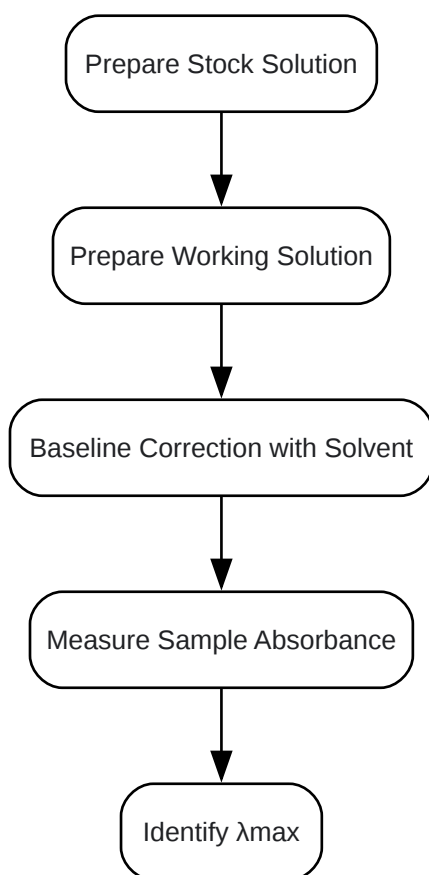 Prepare Stock Solution
Prepare Working Solution
Baseline Correction with Solvent
Measure Sample Absorbance
Identify λmax